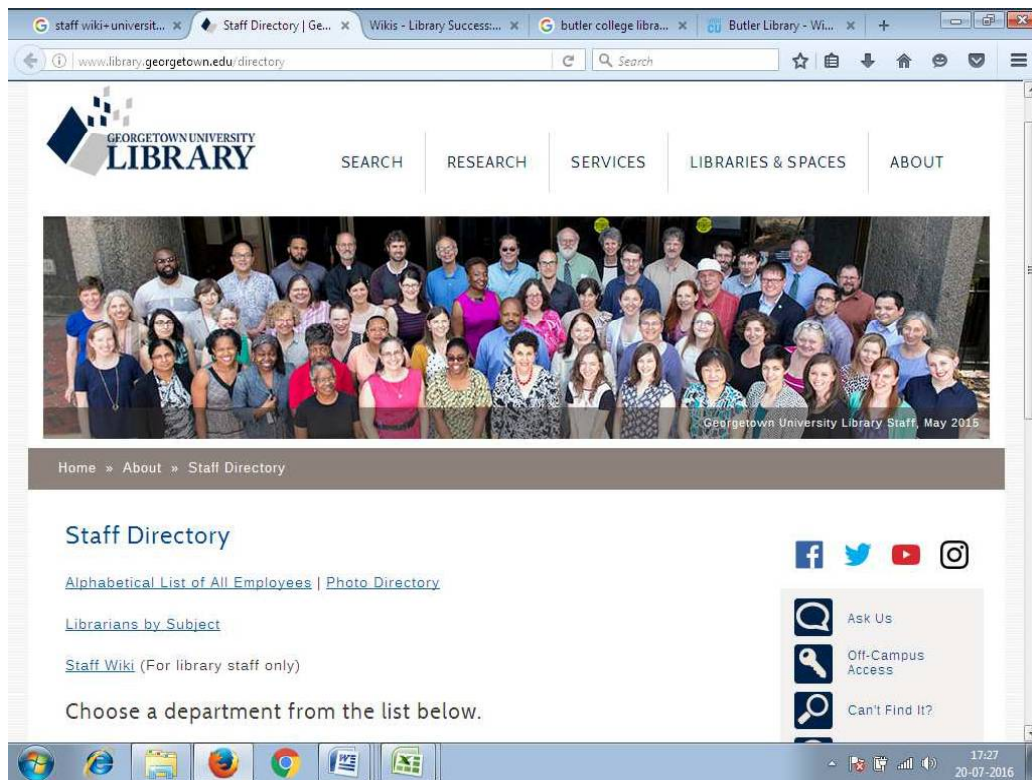 staff wiki+universit...
Staff Directory | Ge...
Wikis - Library Success:...
butler college libra...
Butler Library - Wi...
www.library.georgetown.edu/directory
Search
GEORGETOWN UNIVERSITY
LIBRARY
SEARCH
RESEARCH
SERVICES
LIBRARIES & SPACES
ABOUT
Georgetown University Library Staff, May 2015
Home » About » Staff Directory
Staff Directory
Alphabetical List of All Employees | Photo Directory
Librarians by Subject
Staff Wiki (For library staff only)
Choose a department from the list below.
Ask Us
Off-Campus
Access
Can't Find It?
17:27
20-07-2016